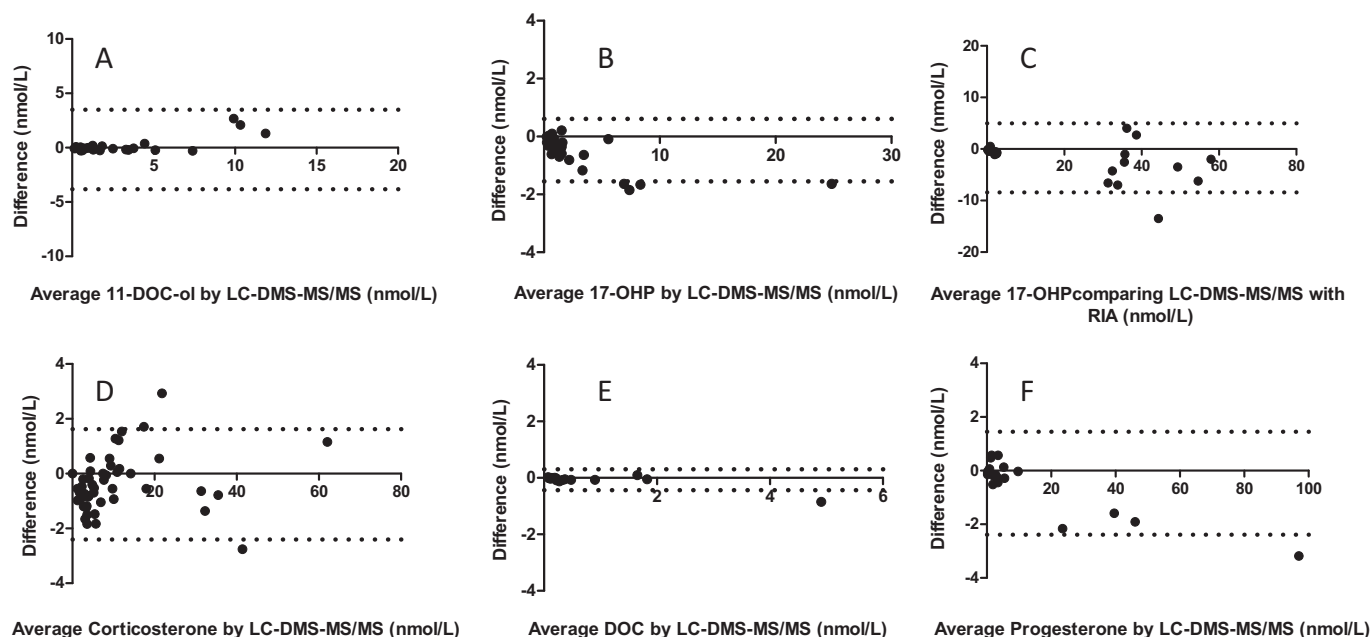 A
Difference (nmol/L)
10
5
0
-5
-10
5
10
15
20
Average 11-DOC-ol by LC-DMS-MS/MS (nmol/L)
B
Difference (nmol/L)
4
2
0
-2
-4
10
20
30
Average 17-OHP by LC-DMS-MS/MS (nmol/L)
C
Difference (nmol/L)
20
10
0
-10
-20
20
40
60
80
Average 17-OHPcomparing LC-DMS-MS/MS with
RIA (nmol/L)
D
Difference (nmol/L)
4
2
0
-2
-4
20
40
60
80
Average Corticosterone by LC-DMS-MS/MS (nmol/L)
E
Difference (nmol/L)
4
2
0
-2
-4
2
4
6
Average DOC by LC-DMS-MS/MS (nmol/L)
F
Difference (nmol/L)
4
2
0
-2
-4
20
40
60
80
100
Average Progesterone by LC-DMS-MS/MS (nmol/L)